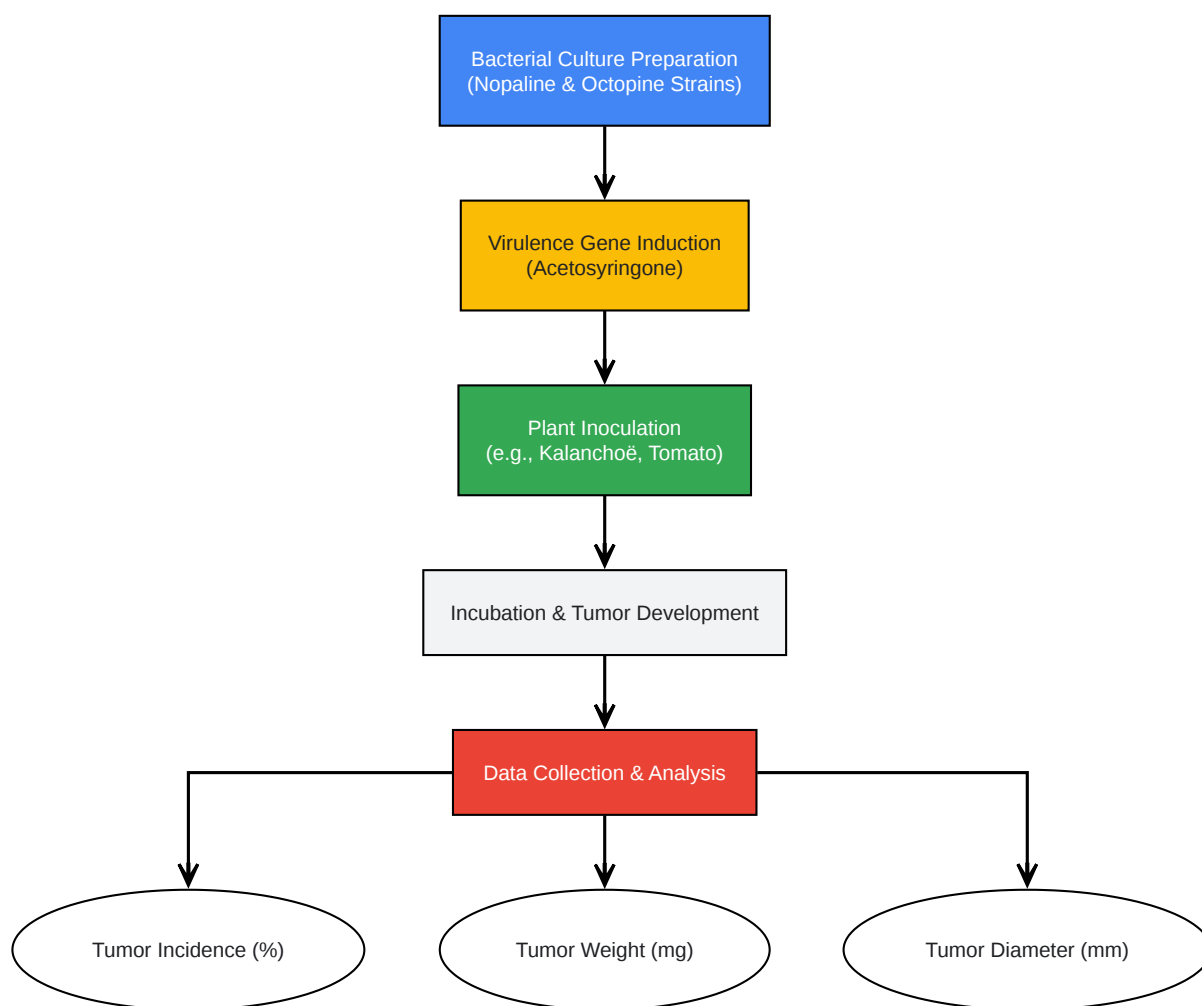 Bacterial Culture Preparation
(Nopaline & Octopine Strains)
Virulence Gene Induction
(Acetosyringone)
Plant Inoculation
(e.g., Kalanchoë, Tomato)
Incubation & Tumor Development
Data Collection & Analysis
Tumor Incidence (%)
Tumor Weight (mg)
Tumor Diameter (mm)